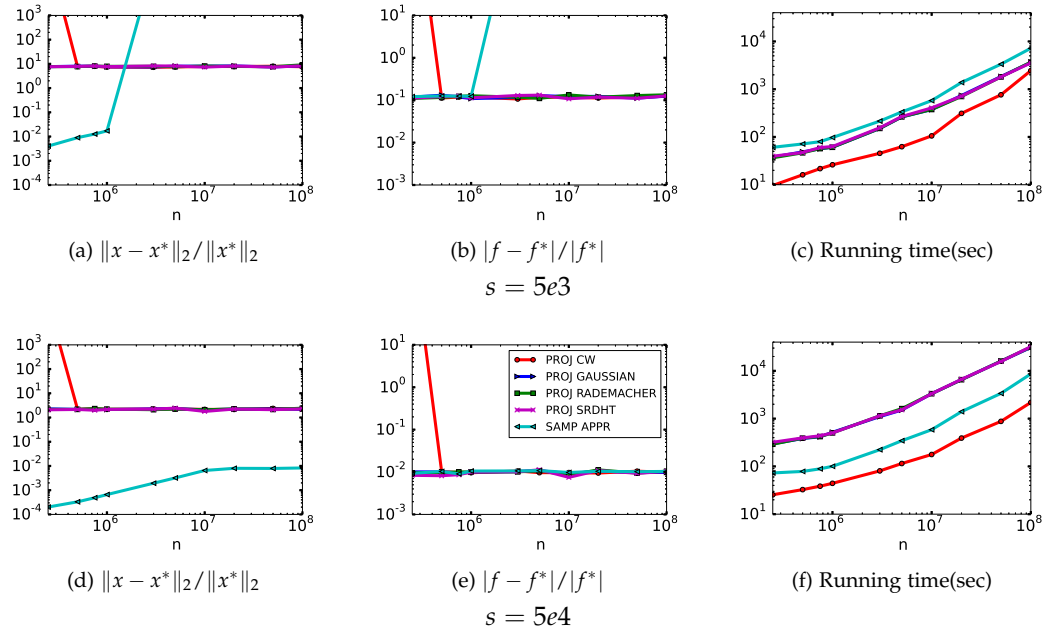 10^3
10^2
10^1
10^0
10^-1
10^-2
10^-3
10^-4
10^6 10^7 10^8
n
(a) ‖x − x*‖₂/‖x*‖₂
10^1
10^0
10^-1
10^-2
10^-3
10^6 10^7 10^8
n
(b) |f − f*|/|f*|
10^4
10^3
10^2
10^1
10^6 10^7 10^8
n
(c) Running time(sec)
s = 5e3
10^3
10^2
10^1
10^0
10^-1
10^-2
10^-3
10^-4
10^6 10^7 10^8
n
(d) ‖x − x*‖₂/‖x*‖₂
10^1
10^0
10^-1
10^-2
10^-3
PROJ CW
PROJ GAUSSIAN
PROJ RADEMACHER
PROJ SRDHT
SAMP APPR
10^6 10^7 10^8
n
(e) |f − f*|/|f*|
10^4
10^3
10^2
10^1
10^6 10^7 10^8
n
(f) Running time(sec)
s = 5e4